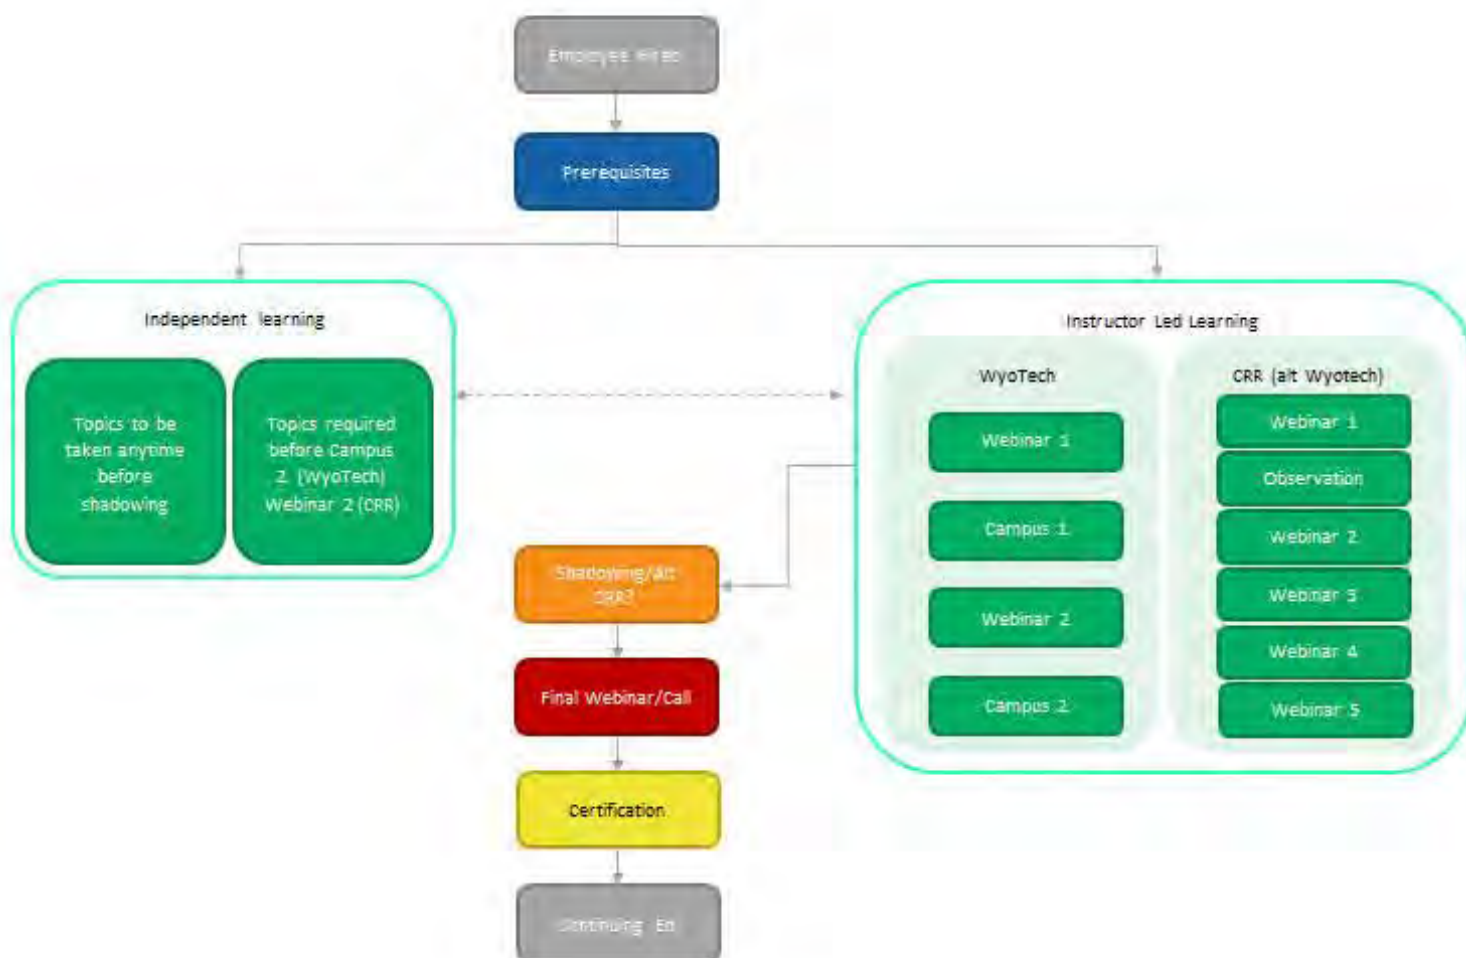 Employee Hired
Prerequisites
Independent learning
Topics to be
taken anytime
before
shadowing
Topics required
before Campus
2 (WyoTech)
Webinar 2 (CRR)
Instructor Led Learning
WyoTech
Webinar 1
Campus 1
Webinar 2
Campus 2
CRR (alt Wyotech)
Webinar 1
Observation
Webinar 2
Webinar 3
Webinar 4
Webinar 5
Shadowing/Alt
CRR?
Final Webinar/Call
Certification
Continuing Ed